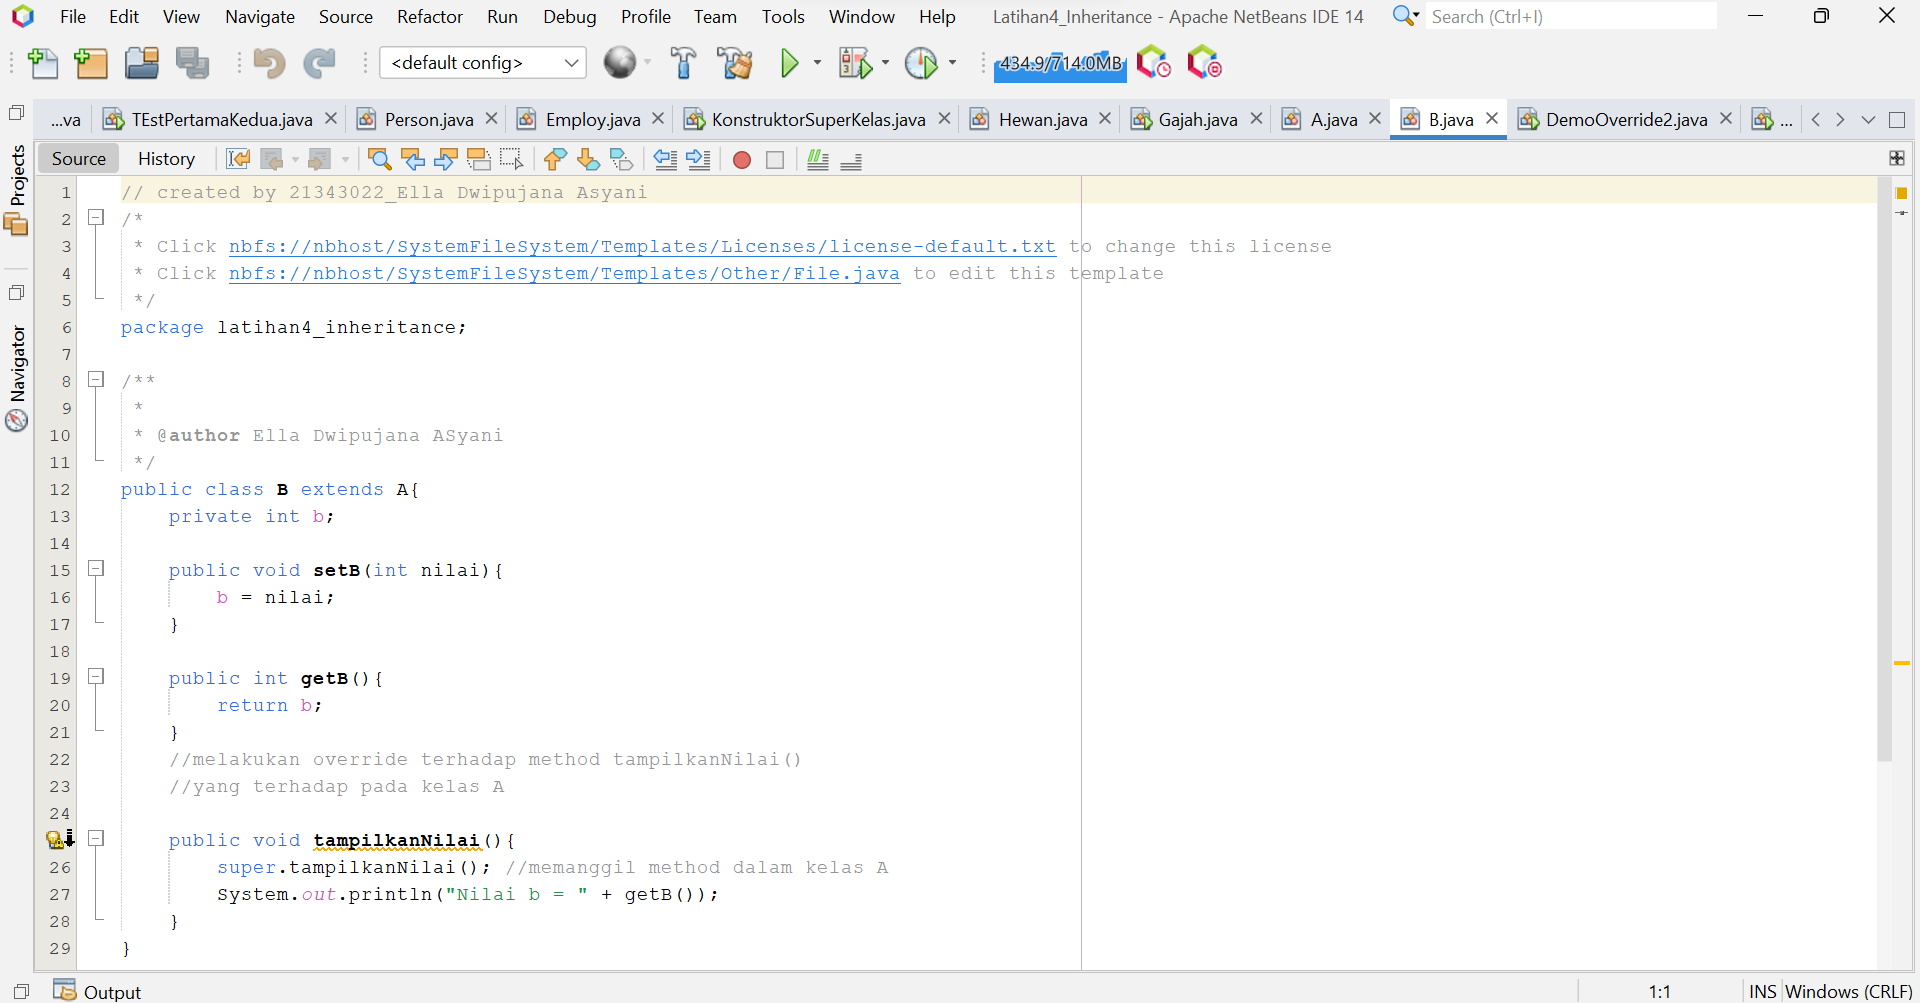 File Edit View Navigate Source Refactor Run Debug Profile Team Tools Window Help Latihan4_Inheritance - Apache NetBeans IDE 14 Search (Ctrl+I)
<default config> 434.9/714.0MB
...va TEstPertamaKedua.java Person.java Employ.java KonstruktorSuperKelas.java Hewan.java Gajah.java A.java B.java DemoOverride2.java ...
Source History
Projects
Navigator
1 // created by 21343022_Ella Dwipujana Asyani
2 /*
3 * Click nbfs://nbhost/SystemFileSystem/Templates/Licenses/license-default.txt to change this license
4 * Click nbfs://nbhost/SystemFileSystem/Templates/Other/File.java to edit this template
5 */
6 package latihan4_inheritance;
7
8 /**
9 *
10 * @author Ella Dwipujana ASyani
11 */
12 public class B extends A{
13 private int b;
14
15 public void setB(int nilai){
16 b = nilai;
17 }
18
19 public int getB(){
20 return b;
21 }
22 //melakukan override terhadap method tampilkanNilai()
23 //yang terhadap pada kelas A
24
public void tampilkanNilai(){
26 super.tampilkanNilai(); //memanggil method dalam kelas A
27 System.out.println("Nilai b = " + getB());
28 }
29 }
Output 1:1 INS Windows (CRLF)